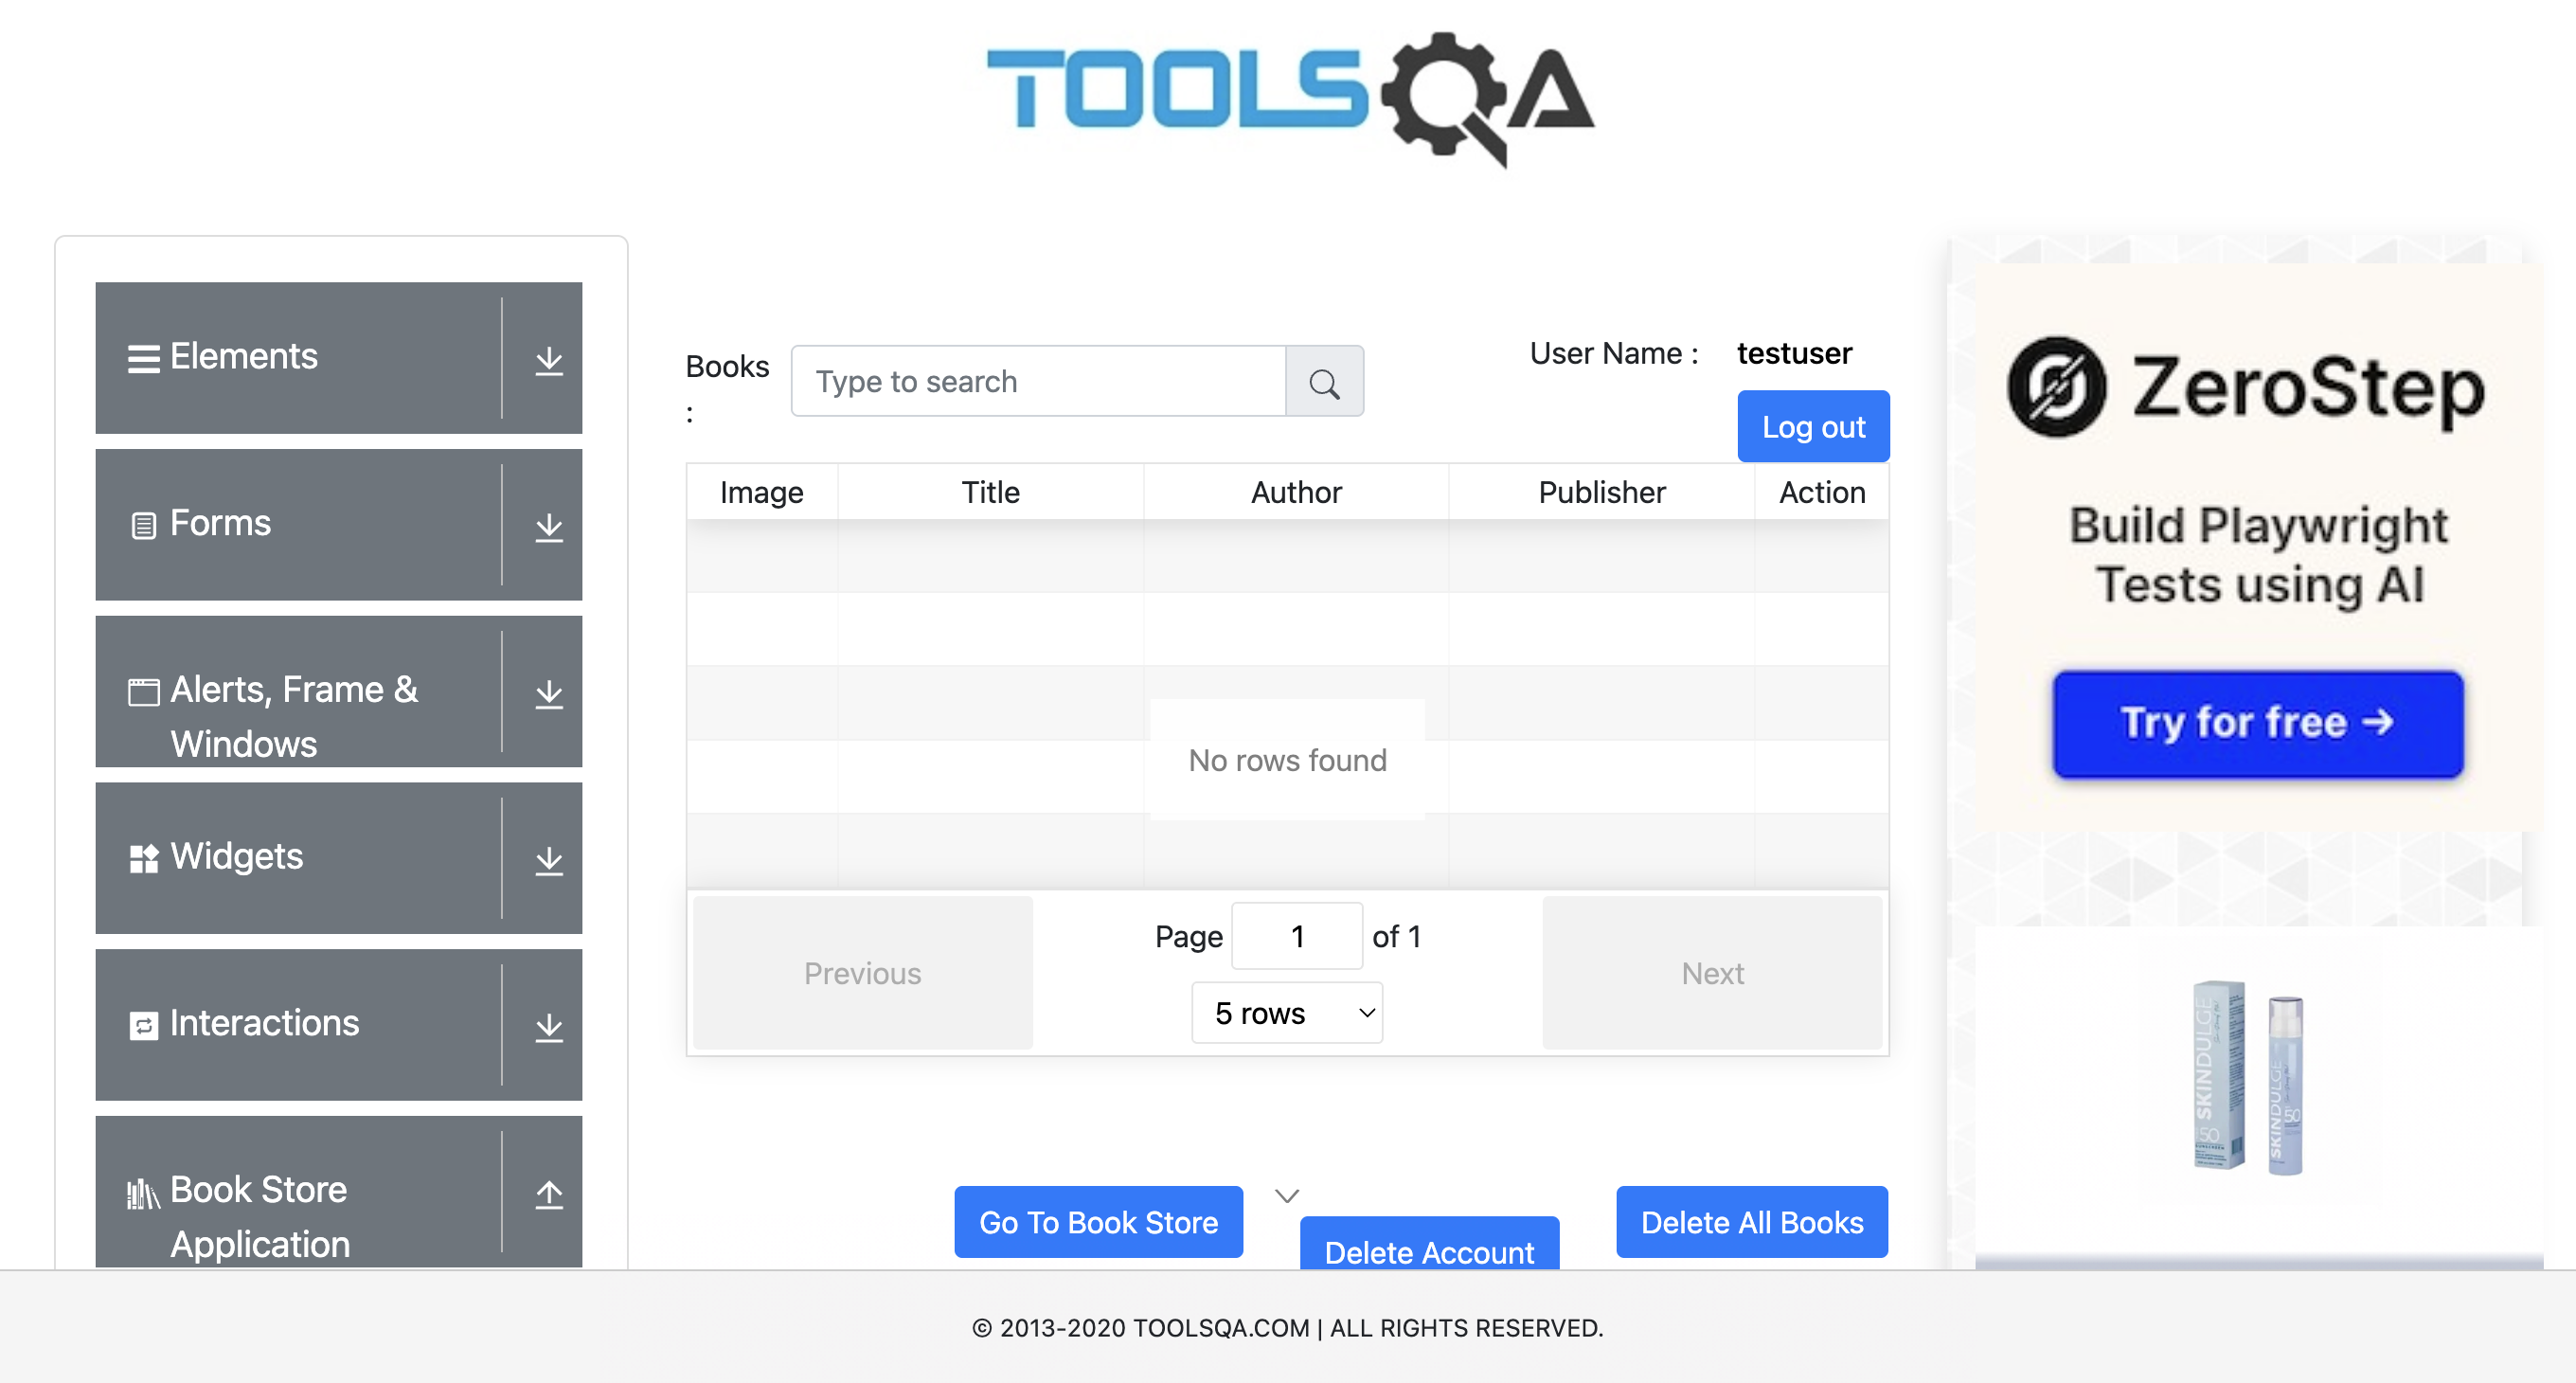 TOOLSQA
Elements
Forms
Alerts, Frame &
Windows
Widgets
Interactions
Book Store
Application
Books
:
Type to search
User Name :
testuser
Log out
Image Title Author Publisher Action
No rows found
Previous
Page 1 of 1
5 rows
Next
Go To Book Store
Delete Account
Delete All Books
ZeroStep
Build Playwright
Tests using AI
Try for free →
SKINDULGE
50
SKINDULGE
50
© 2013-2020 TOOLSQA.COM | ALL RIGHTS RESERVED.